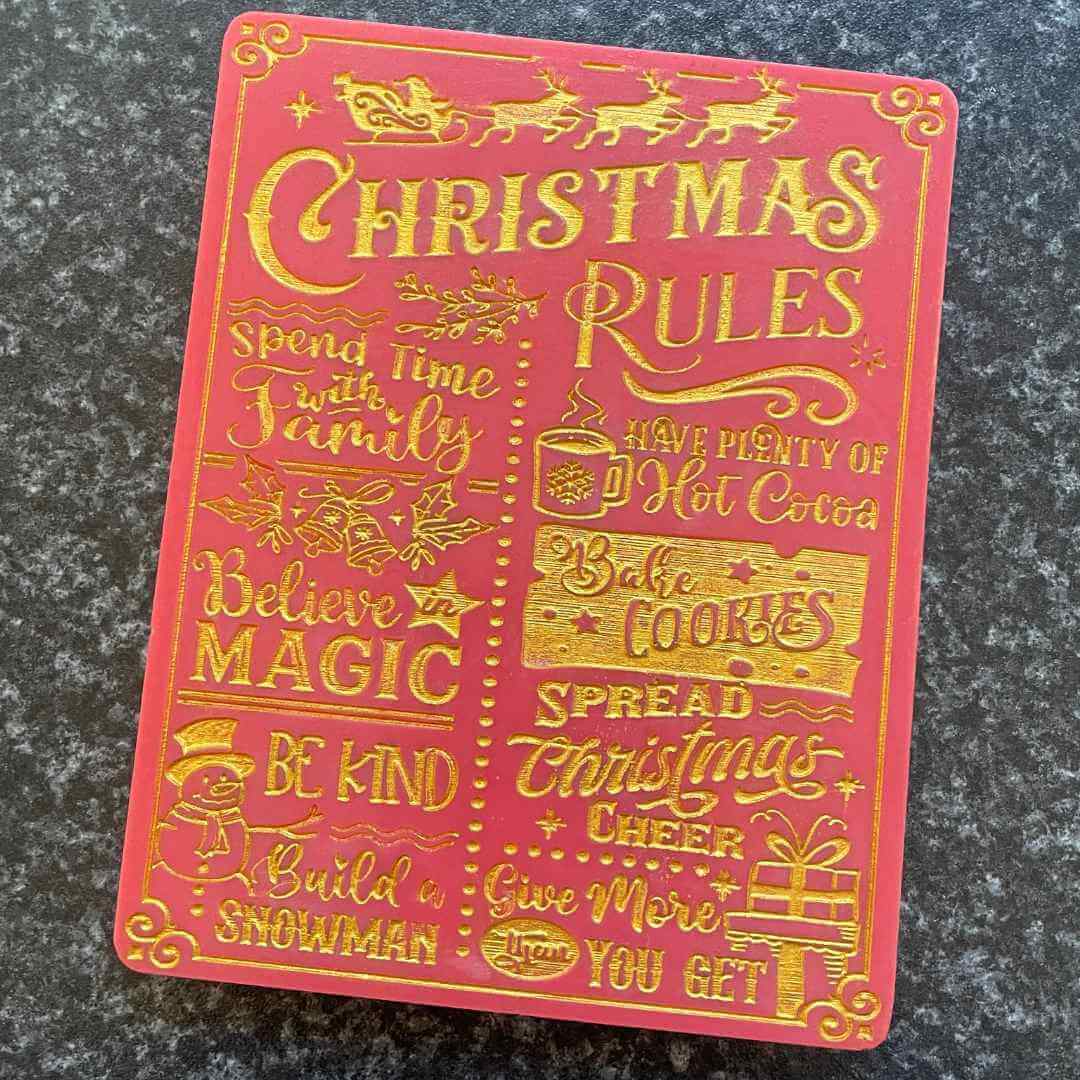 CHRISTMAS
RULES
Spend Time
with
Family
HAVE PLENTY OF
Hot Cocoa
Believe in
MAGIC
Bake
COOKIES
SPREAD
Christmas
CHEER
BE KIND
Build a
SNOWMAN
Give More
than YOU GET